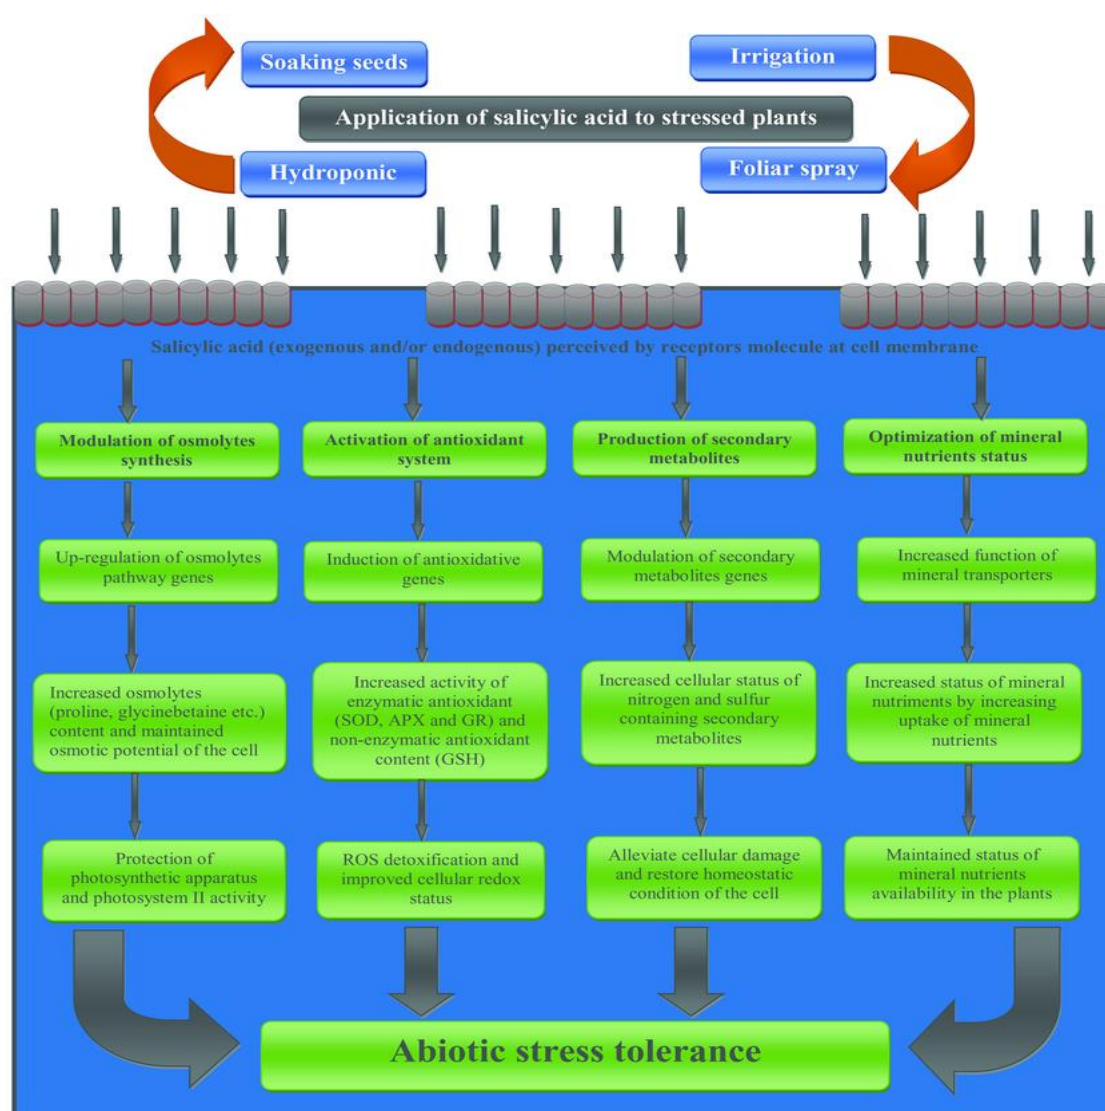 Soaking seeds
Irrigation
Application of salicylic acid to stressed plants
Hydroponic
Foliar spray
Salicylic acid (exogenous and/or endogenous) perceived by receptors molecule at cell membrane
Modulation of osmolytes
synthesis
Up-regulation of osmolytes
pathway genes
Increased osmolytes
(proline, glycinebetaine etc.)
content and maintained
osmotic potential of the cell
Protection of
photosynthetic apparatus
and photosystem II activity
Activation of antioxidant
system
Induction of antioxidative
genes
Increased activity of
enzymatic antioxidant
(SOD, APX and GR) and
non-enzymatic antioxidant
content (GSH)
ROS detoxification and
improved cellular redox
status
Production of secondary
metabolites
Modulation of secondary
metabolites genes
Increased cellular status of
nitrogen and sulfur
containing secondary
metabolites
Alleviate cellular damage
and restore homeostatic
condition of the cell
Optimization of mineral
nutrients status
Increased function of
mineral transporters
Increased status of mineral
nutriments by increasing
uptake of mineral
nutrients
Maintained status of
mineral nutrients
availability in the plants
Abiotic stress tolerance